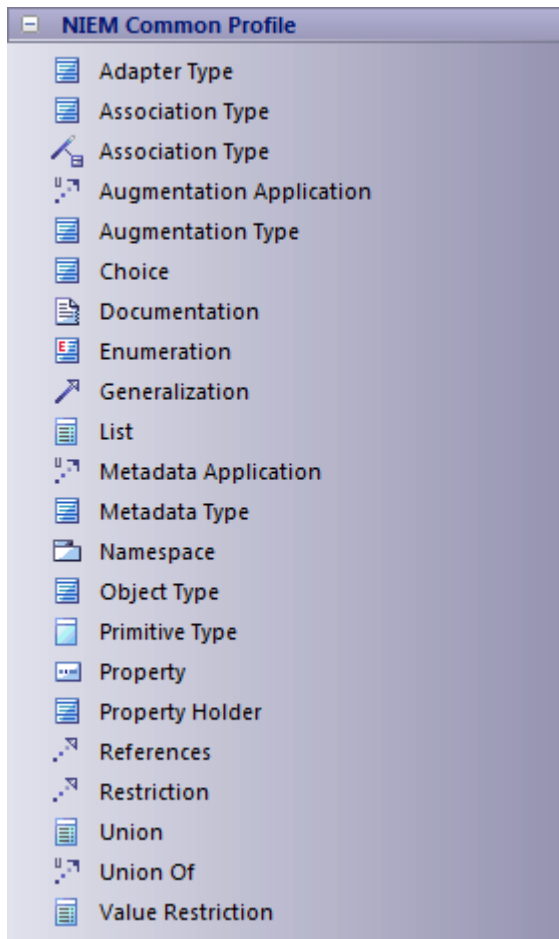 NIEM Common Profile
Adapter Type
Association Type
Association Type
Augmentation Application
Augmentation Type
Choice
Documentation
Enumeration
Generalization
List
Metadata Application
Metadata Type
Namespace
Object Type
Primitive Type
Property
Property Holder
References
Restriction
Union
Union Of
Value Restriction